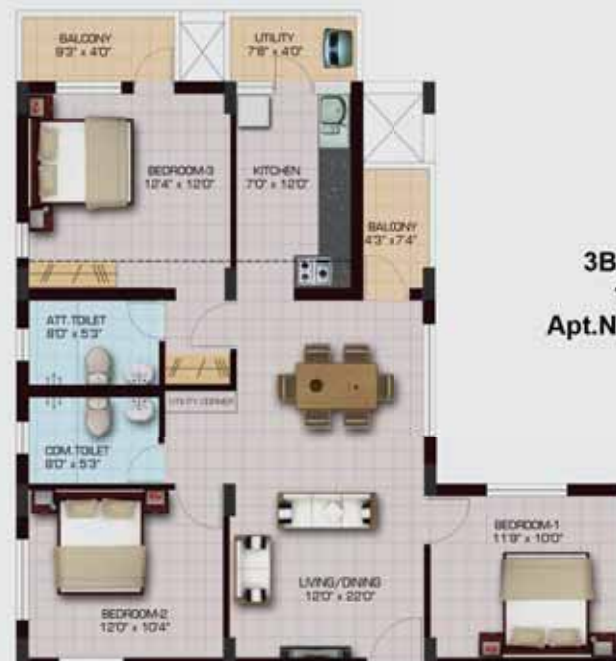 BALCONY
9'3" x 4'0"
UTILITY
7'8" x 4'0"
BEDROOM-3
12'4" x 12'0"
KITCHEN
7'0" x 12'0"
BALCONY
4'3" x 7'4"
3B
Apt.N
ATT.TOILET
8'0" x 5'3"
UTILITY CORNER
COM.TOILET
8'0" x 5'3"
BEDROOM-1
11'9" x 10'0"
LIVING/DINING
12'0" x 22'0"
BEDROOM-2
12'0" x 10'4"